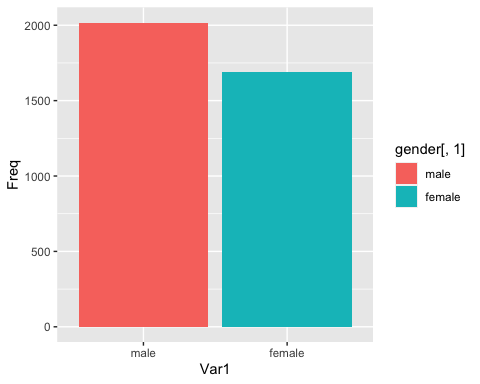 2000
1500
1000
500
0
Freq
male
female
Var1
gender[, 1]
male
female